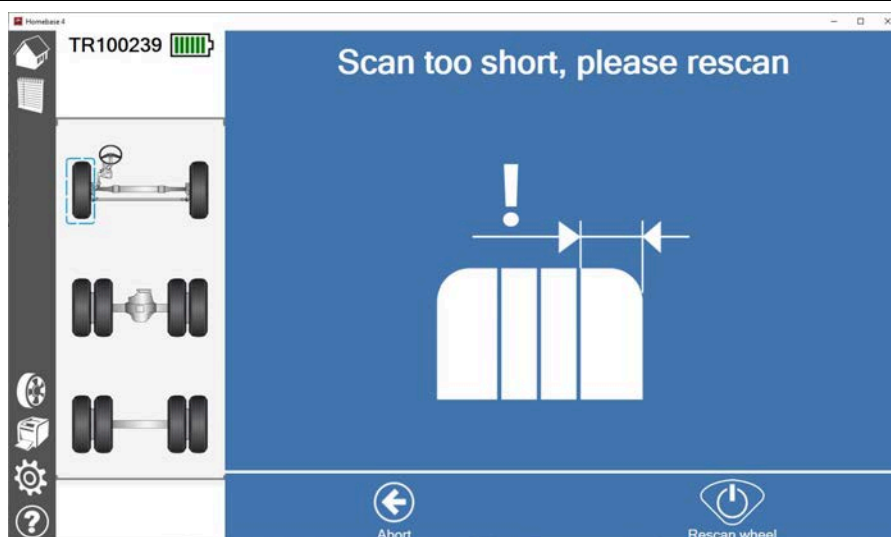 Homebase 4
TR100239
Scan too short, please rescan
!
Abort
Rescan wheel
?